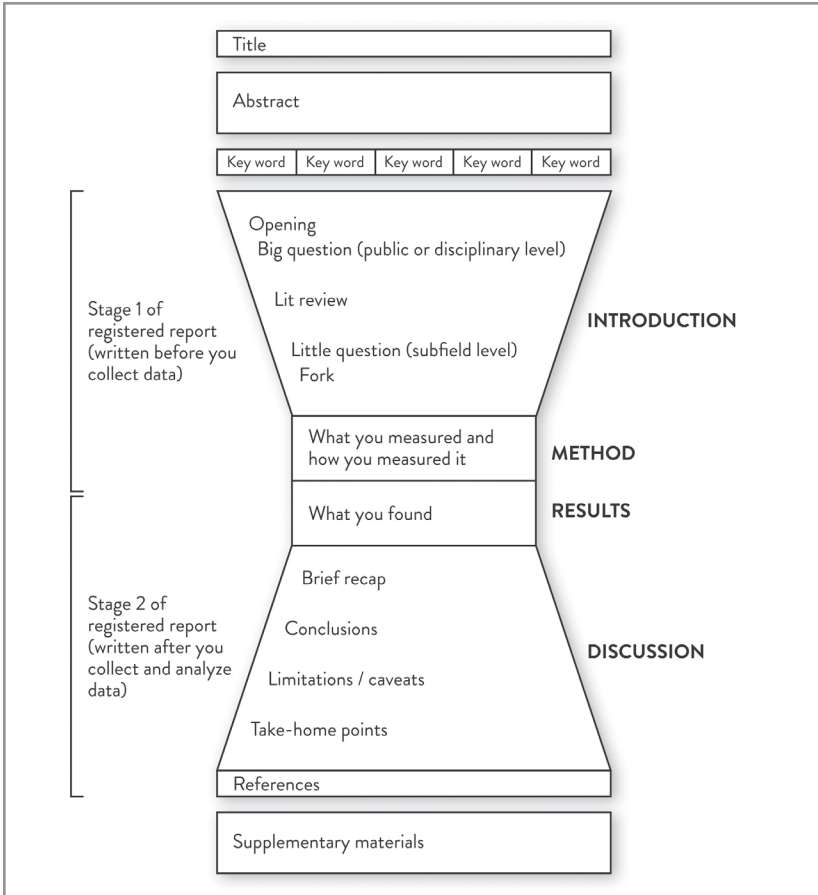 Title
Abstract
Key word Key word Key word Key word Key word
Opening
Big question (public or disciplinary level)
Lit review
Little question (subfield level)
Fork
INTRODUCTION
Stage 1 of
registered report
(written before you
collect data)
What you measured and
how you measured it
METHOD
What you found
RESULTS
Brief recap
Conclusions
Limitations / caveats
Take-home points
DISCUSSION
Stage 2 of
registered report
(written after you
collect and analyze
data)
References
Supplementary materials